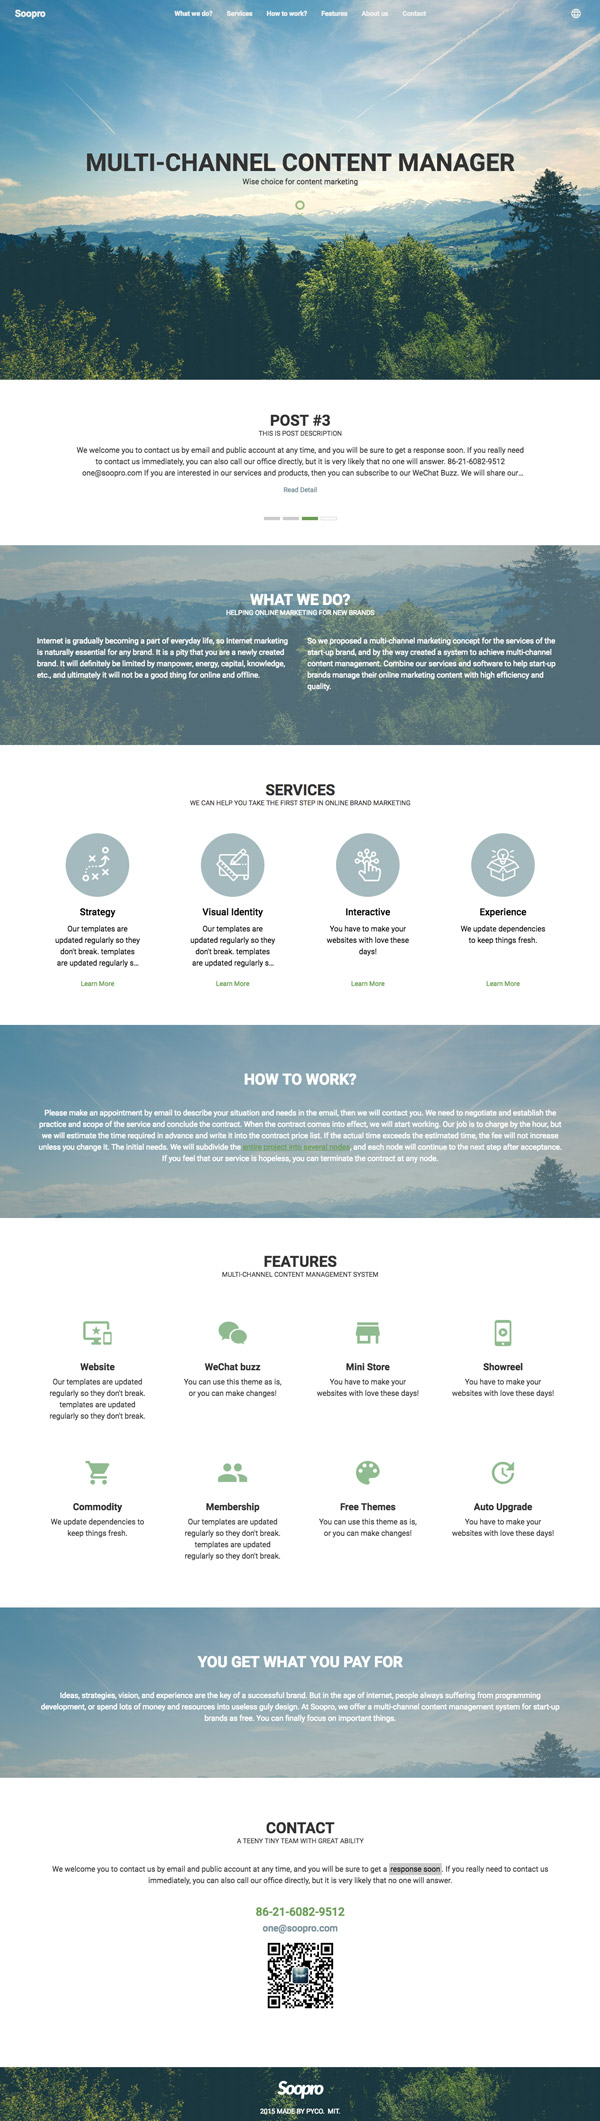 Soopro
What we do? Services How to work? Features About us Contact
MULTI-CHANNEL CONTENT MANAGER
Wise choice for content marketing
POST #3
THIS IS POST DESCRIPTION
We welcome you to contact us by email and public account at any time, and you will be sure to get a response soon. If you really need
to contact us immediately, you can also call our office directly, but it is very likely that no one will answer. 86-21-6082-9512
one@soopro.com If you are interested in our services and products, then you can subscribe to our WeChat Buzz. We will share our...
Read Detail
WHAT WE DO?
HELPING ONLINE MARKETING FOR NEW BRANDS
Internet is gradually becoming a part of everyday life, so Internet marketing
is naturally essential for any brand. It is a pity that you are a newly created
brand. It will definitely be limited by manpower, energy, capital, knowledge,
etc., and ultimately it will not be a good thing for online and offline.
So we proposed a multi-channel marketing concept for the services of the
start-up brand, and by the way created a system to achieve multi-channel
content management. Combine our services and software to help start-up
brands manage their online marketing content with high efficiency and
quality.
SERVICES
WE CAN HELP YOU TAKE THE FIRST STEP IN ONLINE BRAND MARKETING
Strategy
Our templates are
updated regularly so they
don't break. templates
are updated regularly s...
Learn More
Visual Identity
Our templates are
updated regularly so they
don't break. templates
are updated regularly s...
Learn More
Interactive
You have to make your
websites with love these
days!
Learn More
Experience
We update dependencies
to keep things fresh.
Learn More
HOW TO WORK?
Please make an appointment by email to describe your situation and needs in the email, then we will contact you. We need to negotiate and establish the
practice and scope of the service and conclude the contract. When the contract comes into effect, we will start working. Our job is to charge by the hour, but
we will estimate the time required in advance and write it into the contract price list. If the actual time exceeds the estimated time, the fee will not increase
unless you change it. The initial needs. We will subdivide the entire project into several nodes, and each node will continue to the next step after acceptance.
If you feel that our service is hopeless, you can terminate the contract at any node.
FEATURES
MULTI-CHANNEL CONTENT MANAGEMENT SYSTEM
Website
Our templates are updated
regularly so they don't break.
templates are updated
regularly so they don't break.
WeChat buzz
You can use this theme as is,
or you can make changes!
Mini Store
You have to make your
websites with love these days!
Showreel
You have to make your
websites with love these days!
Commodity
We update dependencies to
keep things fresh.
Membership
Our templates are updated
regularly so they don't break.
templates are updated
regularly so they don't break.
Free Themes
You can use this theme as is,
or you can make changes!
Auto Upgrade
You have to make your
websites with love these days!
YOU GET WHAT YOU PAY FOR
Ideas, strategies, vision, and experience are the key of a successful brand. But in the age of internet, people always suffering from programming
development, or spend lots of money and resources into useless guly design. At Soopro, we offer a multi-channel content management system for start-up
brands as free. You can finally focus on important things.
CONTACT
A TEENY TINY TEAM WITH GREAT ABILITY
We welcome you to contact us by email and public account at any time, and you will be sure to get a response soon. If you really need to contact us
immediately, you can also call our office directly, but it is very likely that no one will answer.
86-21-6082-9512
one@soopro.com
Soopro
2015 MADE BY PYCO. MIT.